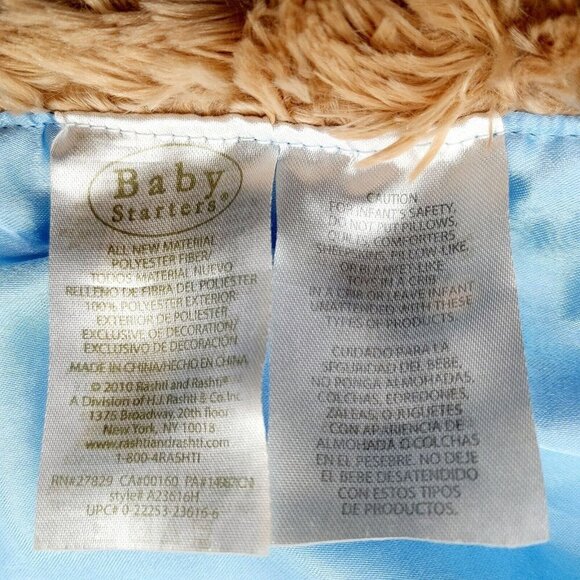 Baby
Starters®
ALL NEW MATERIAL
POLYESTER FIBER/
TODOS MATERIAL NUEVO
RELLENO DE FIBRA DEL POLIESTER
100% POLYESTER EXTERIOR
EXTERIOR DE POLIESTER
EXCLUSIVE OF DECORATION/
EXCLUSIVO DE DECORACIÓN
MADE IN CHINA/HECHO EN CHINA
© 2010 Rashti and Rashti®
A Division of H.J. Rashti & Co. Inc.
1376 Broadway, 20th floor
New York, NY 10018
www.rashtiandrashti.com
1-800-4RASHTI
RN#27829 CA#00160
style# A23616H
UPC# 0-22253-23616-6
CAUTION
FOR INFANT'S SAFETY,
DO NOT PUT PILLOWS,
QUILTS, COMFORTERS
SHEEPSKINS, PILLOW-LIKE
OR BLANKET-LIKE
TOYS IN A CRIB
IN A CRIB OR LEAVE INFANT
UNATTENDED WITH THESE
TYPES OF PRODUCTS.
CUIDADO PARA LA
SEGURIDAD DEL BEBE,
NO PONGA ALMOHADAS,
COLCHAS, EDREDONES,
ZALEAS, O JUGUETES
CON APARIENCIA DE
ALMOHADA O COLCHAS
EN EL PESEBRE. NO DEJE
EL BEBE DESATENDIDO
CON ESTOS TIPOS
DE PRODUCTOS.